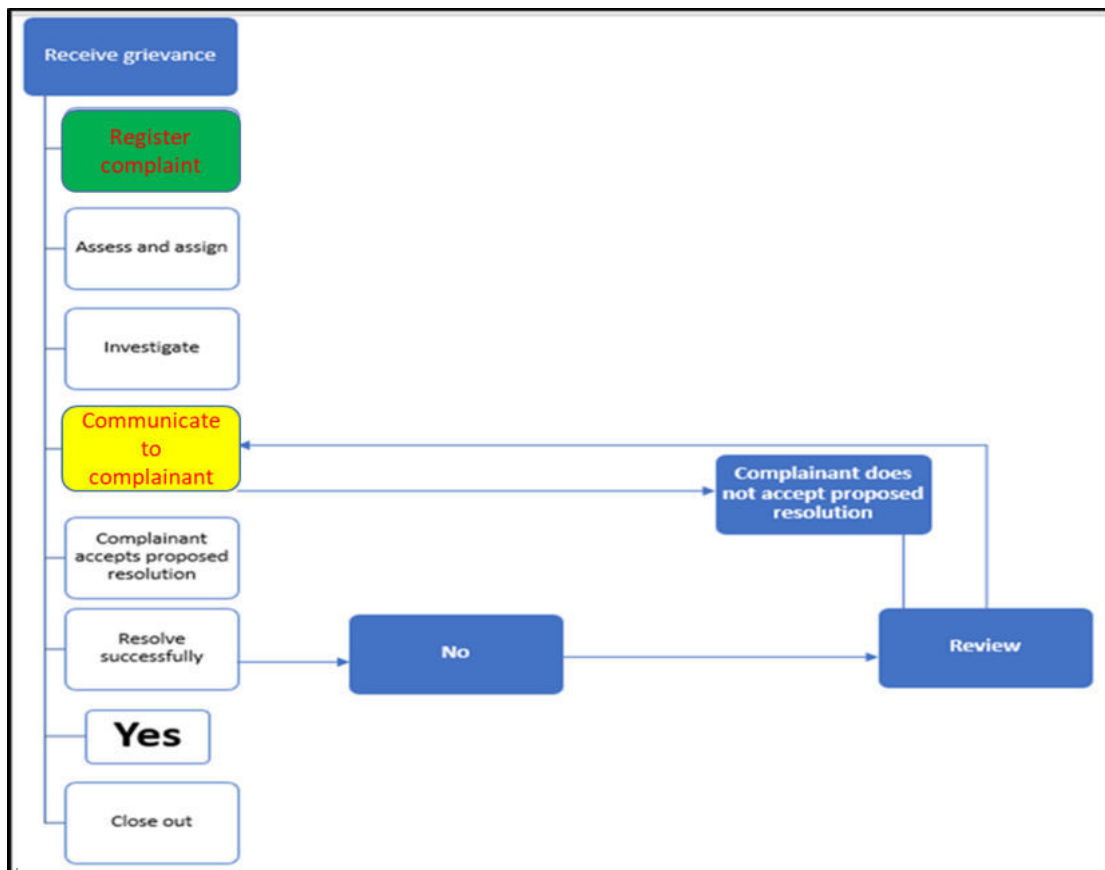 Receive grievance
Register
complaint
Assess and assign
Investigate
Communicate
to
complainant
Complainant does
not accept proposed
resolution
Complainant
accepts proposed
resolution
Resolve
successfully
No
Review
Yes
Close out